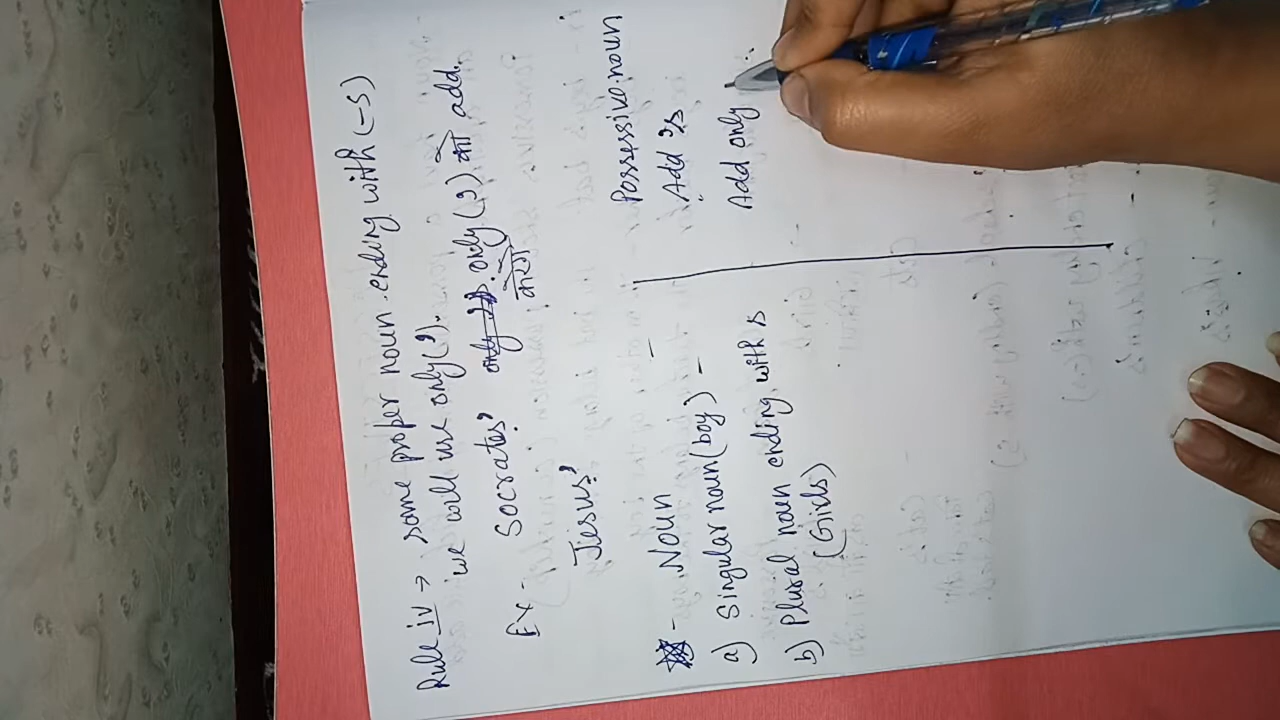 Rule iv → some proper noun ending with (-s)
we will use only (').
Ex - Socrates' only (') को add.
करेंगे
Jesus'
- Noun - Possessive noun
a) Singular noun (boy) - Add 's
b) Plural noun ending with s Add only
(Girls)